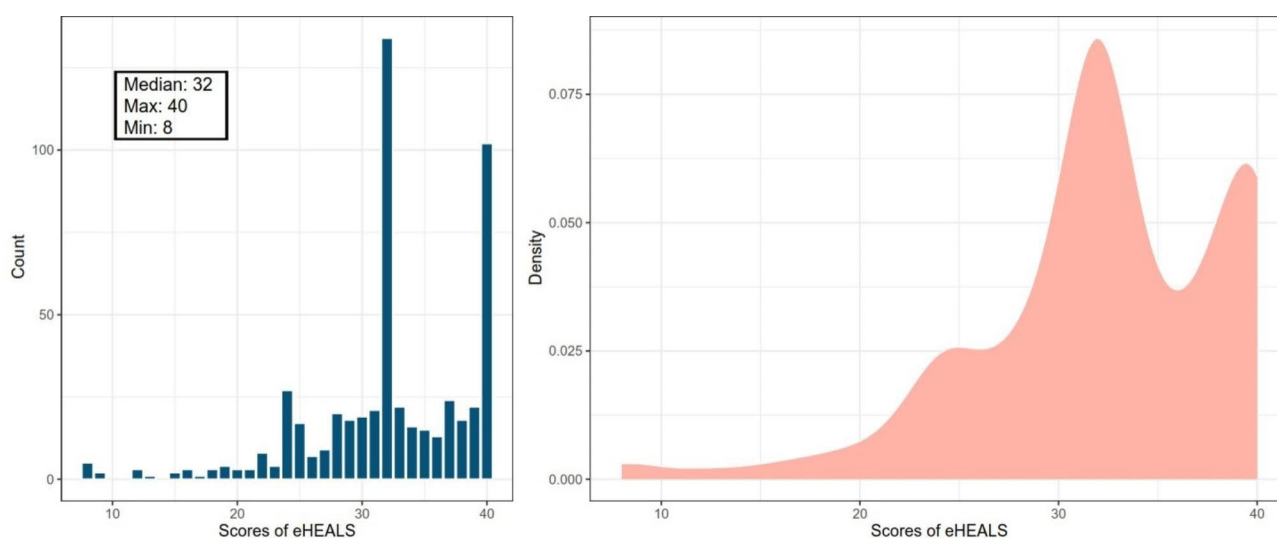 Median: 32
Max: 40
Min: 8
100
50
0
Count
10 20 30 40
Scores of eHEALS
0.075
0.050
0.025
0.000
Density
10 20 30 40
Scores of eHEALS